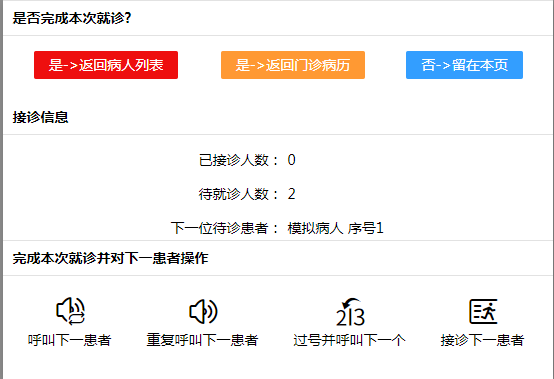 是否完成本次就诊?
是->返回病人列表 是->返回门诊病历 否->留在本页
接诊信息
已接诊人数： 0
待就诊人数： 2
下一位待诊患者： 模拟病人 序号1
完成本次就诊并对下一患者操作
213
呼叫下一患者 重复呼叫下一患者 过号并呼叫下一个 接诊下一患者